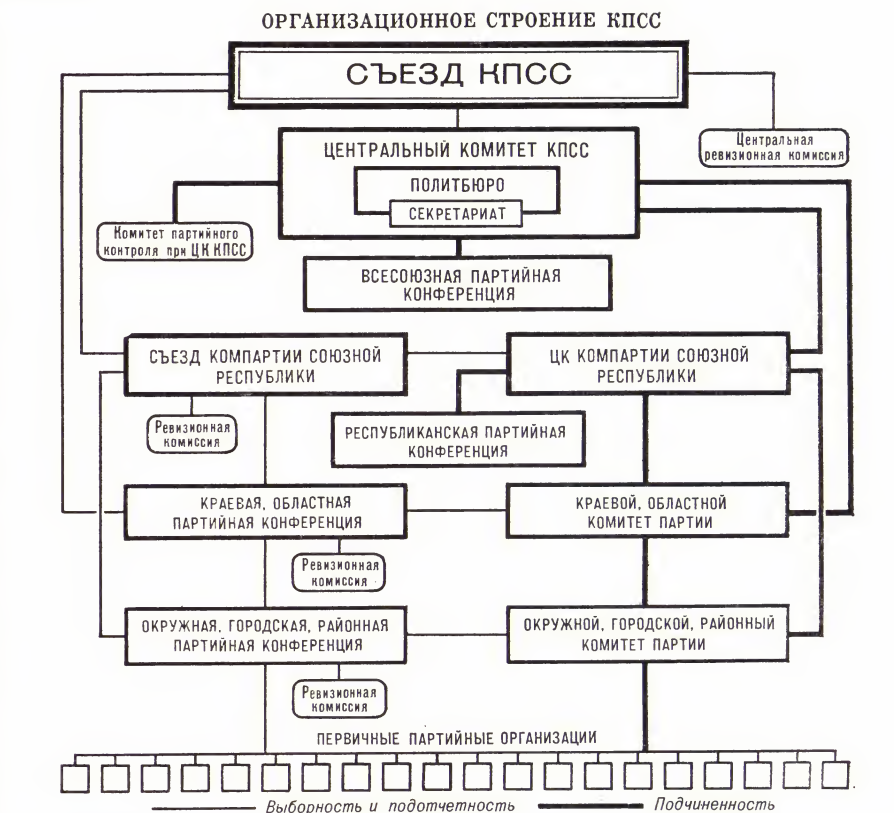 ОРГАНИЗАЦИОННОЕ СТРОЕНИЕ КПСС
СЪЕЗД КПСС
Центральная
ревизионная комиссия
ЦЕНТРАЛЬНЫЙ КОМИТЕТ КПСС
ПОЛИТБЮРО
СЕКРЕТАРИАТ
Комитет партийного
контроля при ЦК КПСС
ВСЕСОЮЗНАЯ ПАРТИЙНАЯ
КОНФЕРЕНЦИЯ
СЪЕЗД КОМПАРТИИ СОЮЗНОЙ
РЕСПУБЛИКИ
ЦК КОМПАРТИИ СОЮЗНОЙ
РЕСПУБЛИКИ
Ревизионная
комиссия
РЕСПУБЛИКАНСКАЯ ПАРТИЙНАЯ
КОНФЕРЕНЦИЯ
КРАЕВАЯ, ОБЛАСТНАЯ
ПАРТИЙНАЯ КОНФЕРЕНЦИЯ
КРАЕВОЙ, ОБЛАСТНОЙ
КОМИТЕТ ПАРТИИ
Ревизионная
комиссия
ОКРУЖНАЯ, ГОРОДСКАЯ, РАЙОННАЯ
ПАРТИЙНАЯ КОНФЕРЕНЦИЯ
ОКРУЖНОЙ, ГОРОДСКОЙ, РАЙОННЫЙ
КОМИТЕТ ПАРТИИ
Ревизионная
комиссия
ПЕРВИЧНЫЕ ПАРТИЙНЫЕ ОРГАНИЗАЦИИ
Выборность и подотчетность
Подчиненность